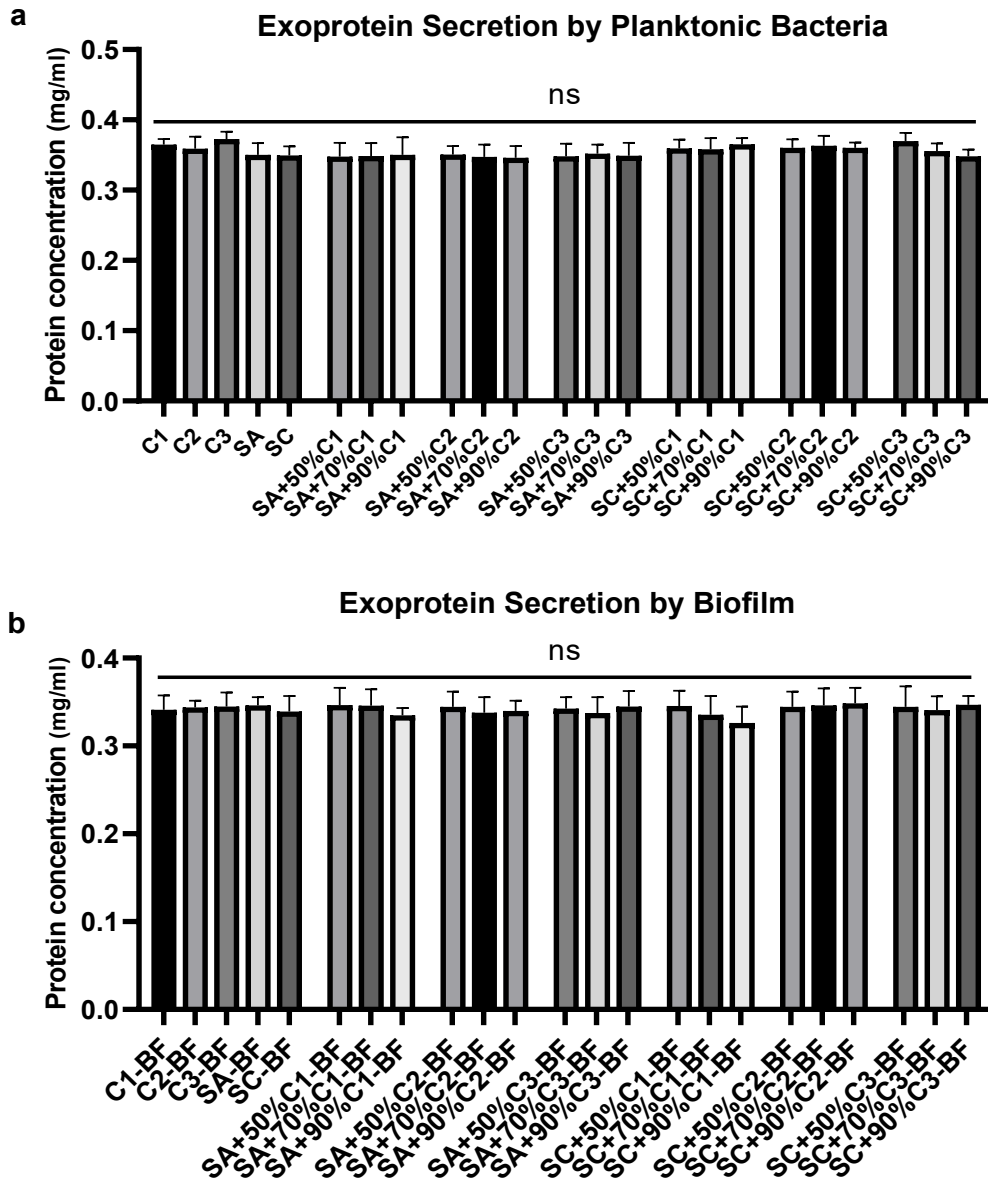 a
Exoprotein Secretion by Planktonic Bacteria
Protein concentration (mg/ml)
0.5
0.4
0.3
0.2
0.1
0.0
ns
C1
C2
C3
SA
SC
SA+50%C1
SA+70%C1
SA+90%C1
SA+50%C2
SA+70%C2
SA+90%C2
SA+50%C3
SA+70%C3
SA+90%C3
SC+50%C1
SC+70%C1
SC+90%C1
SC+50%C2
SC+70%C2
SC+90%C2
SC+50%C3
SC+70%C3
SC+90%C3
b
Exoprotein Secretion by Biofilm
Protein concentration (mg/ml)
0.4
0.3
0.2
0.1
0.0
ns
C1-BF
C2-BF
C3-BF
SA-BF
SC-BF
SA+50%C1-BF
SA+70%C1-BF
SA+90%C1-BF
SA+50%C2-BF
SA+70%C2-BF
SA+90%C2-BF
SA+50%C3-BF
SA+70%C3-BF
SA+90%C3-BF
SC+50%C1-BF
SC+70%C1-BF
SC+90%C1-BF
SC+50%C2-BF
SC+70%C2-BF
SC+90%C2-BF
SC+50%C3-BF
SC+70%C3-BF
SC+90%C3-BF